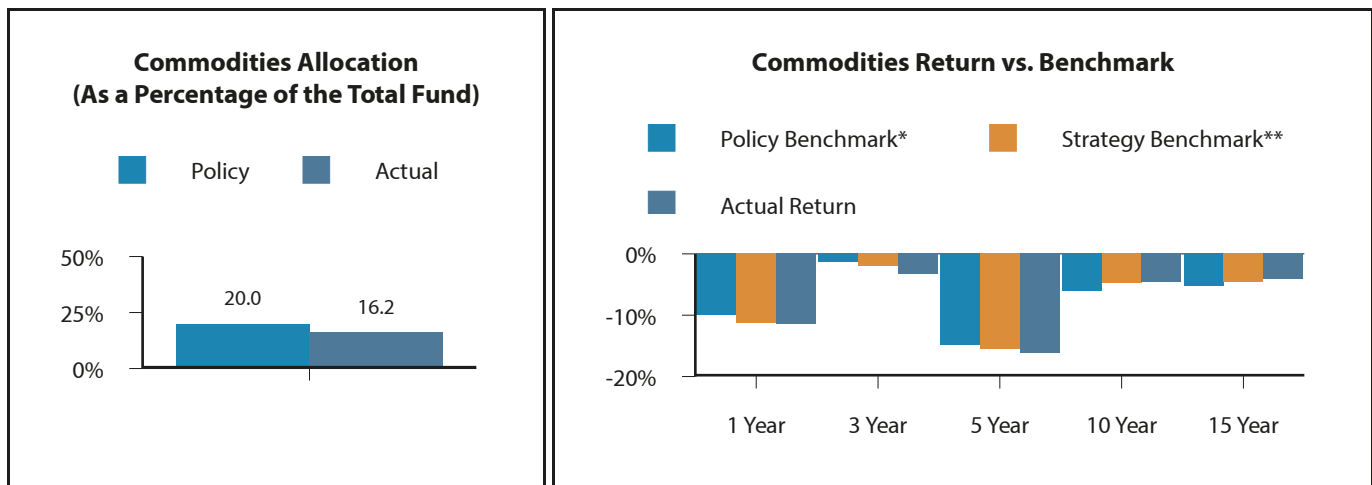 Commodities Allocation
(As a Percentage of the Total Fund)
Policy Actual
50%
25%
0%
20.0 16.2
Commodities Return vs. Benchmark
Policy Benchmark* Strategy Benchmark**
Actual Return
0%
-10%
-20%
1 Year 3 Year 5 Year 10 Year 15 Year